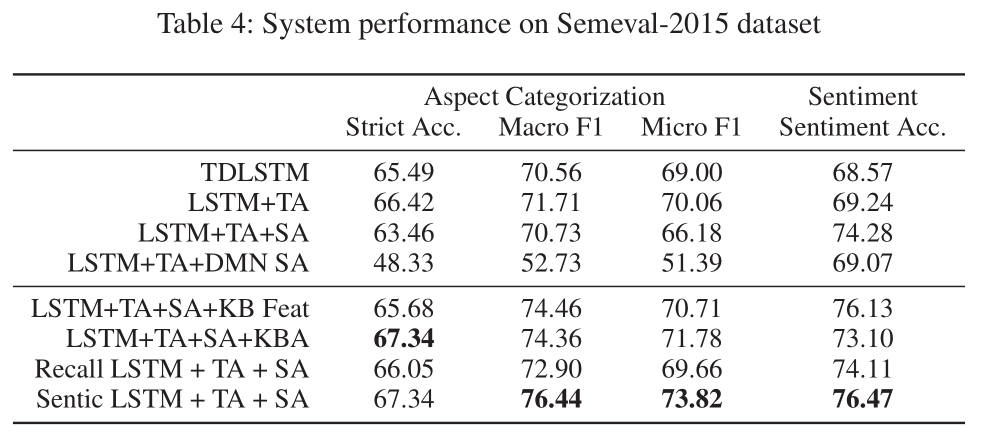 Table 4: System performance on Semeval-2015 dataset
Aspect Categorization Sentiment
Strict Acc. Macro F1 Micro F1 Sentiment Acc.
TDLSTM 65.49 70.56 69.00 68.57
LSTM+TA 66.42 71.71 70.06 69.24
LSTM+TA+SA 63.46 70.73 66.18 74.28
LSTM+TA+DMN SA 48.33 52.73 51.39 69.07
LSTM+TA+SA+KB Feat 65.68 74.46 70.71 76.13
LSTM+TA+SA+KBA 67.34 74.36 71.78 73.10
Recall LSTM + TA + SA 66.05 72.90 69.66 74.11
Sentic LSTM + TA + SA 67.34 76.44 73.82 76.47